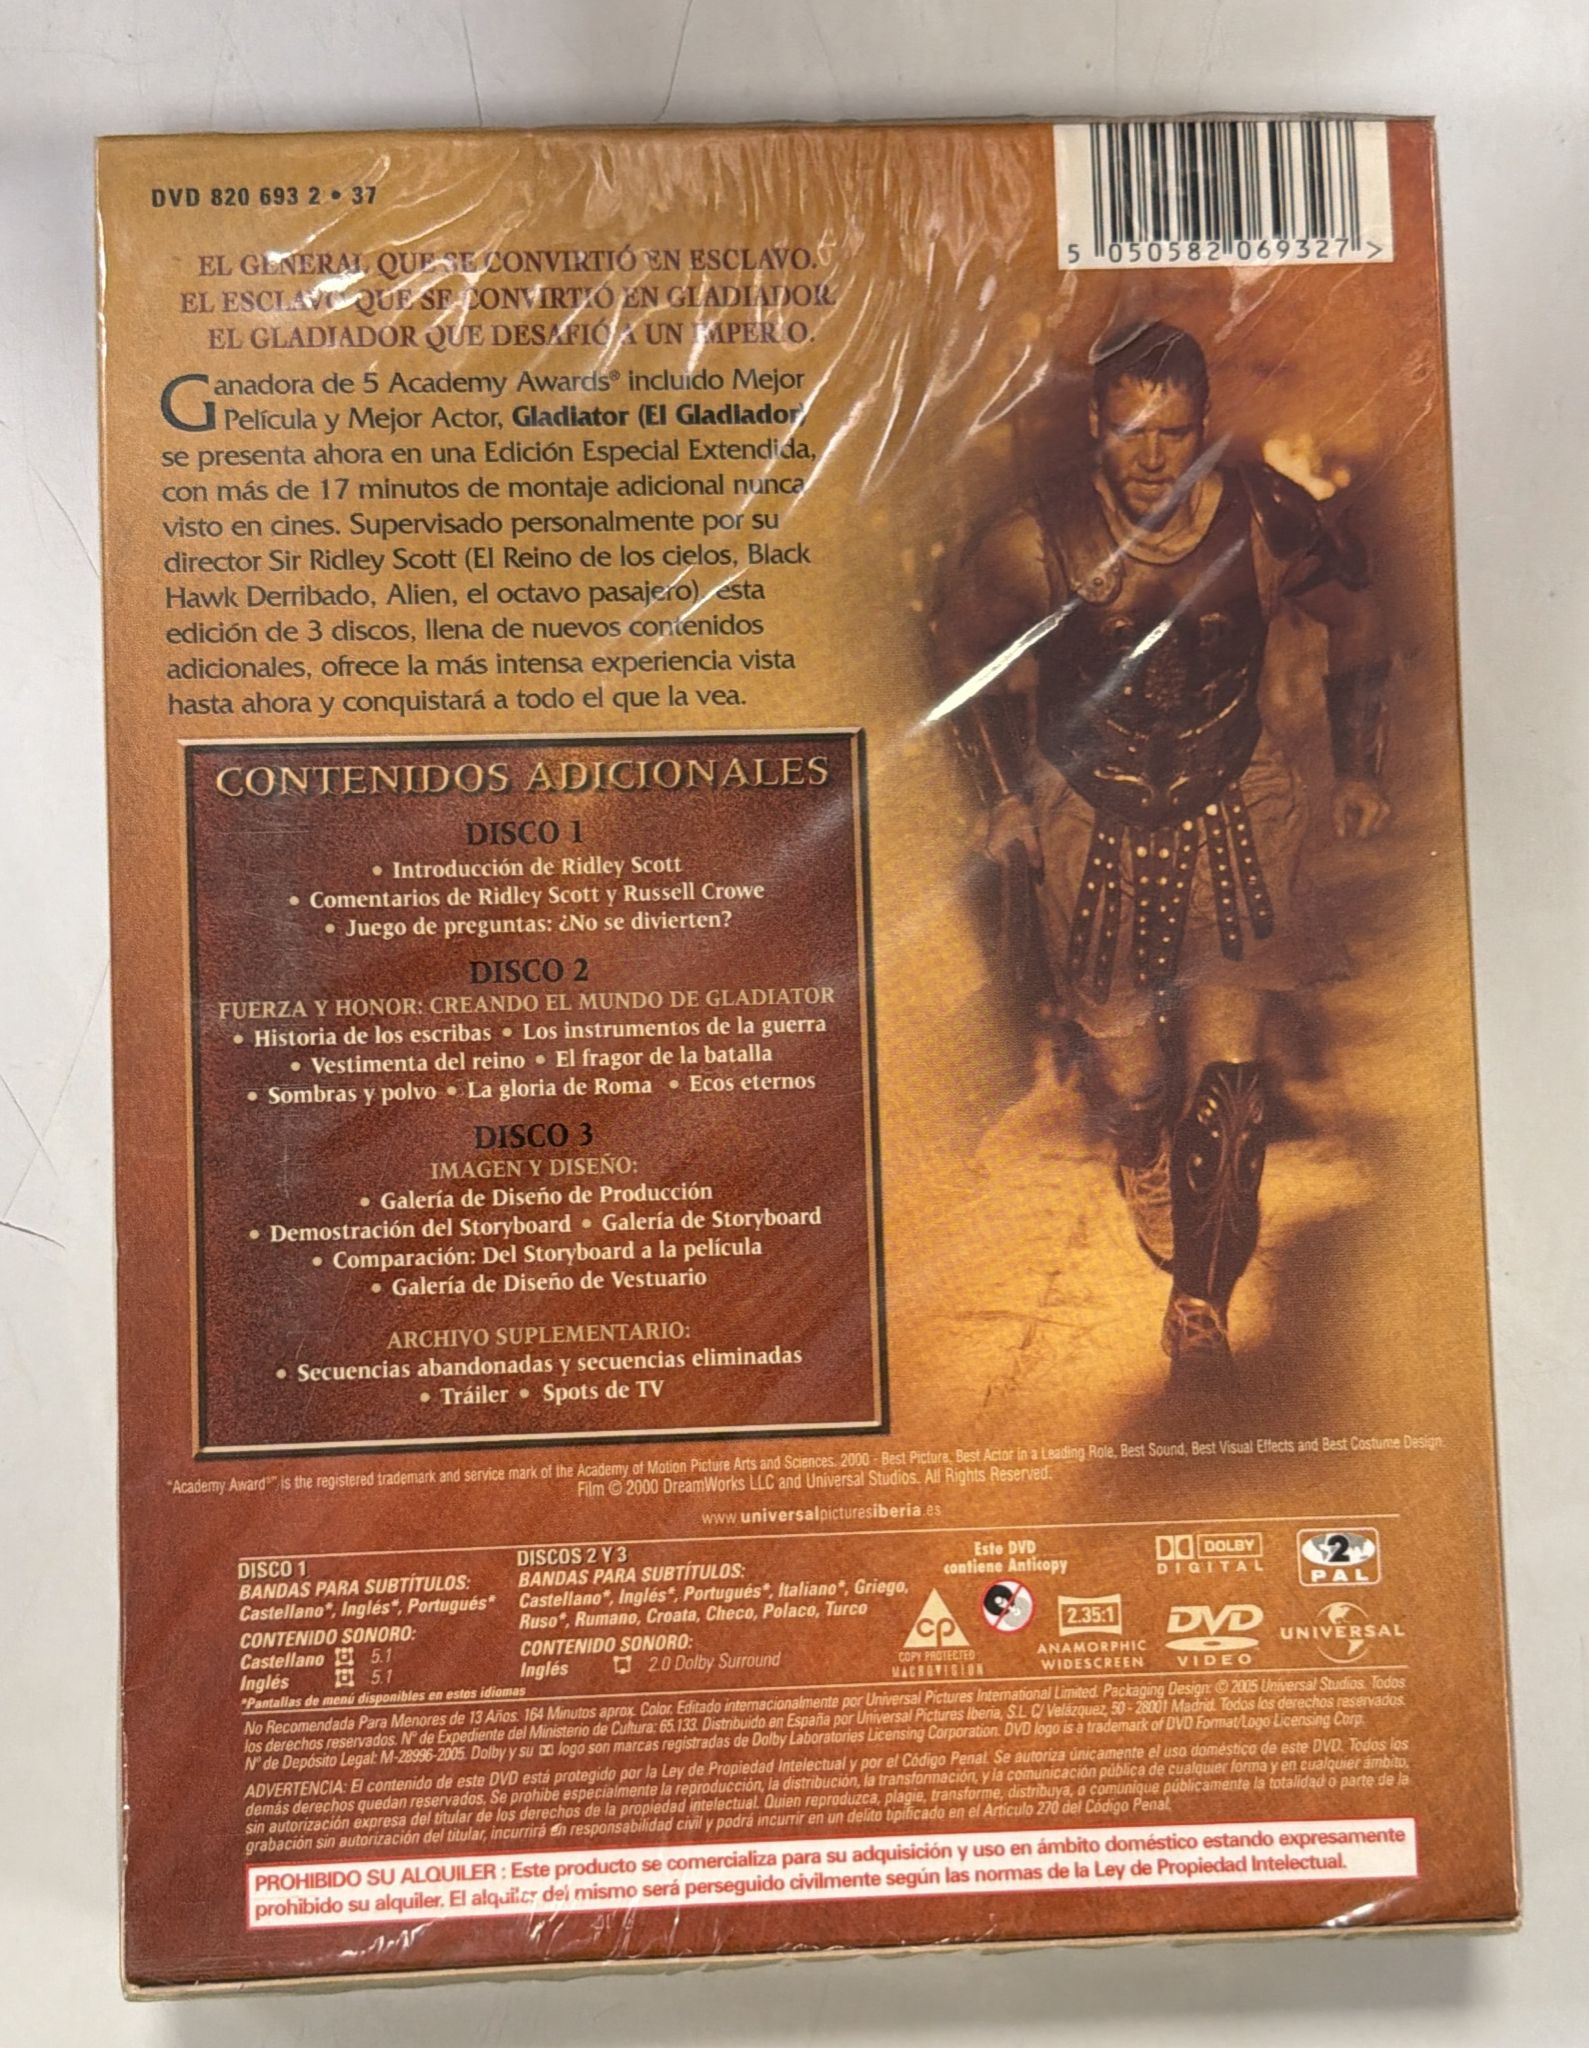 DVD 820 693 2 • 37
5 050582 069327 >
EL GENERAL QUE SE CONVIRTIÓ EN ESCLAVO.
EL ESCLAVO QUE SE CONVIRTIÓ EN GLADIADOR.
EL GLADIADOR QUE DESAFIÓ A UN IMPERIO.
Ganadora de 5 Academy Awards® incluido Mejor
Película y Mejor Actor, Gladiator (El Gladiador)
se presenta ahora en una Edición Especial Extendida,
con más de 17 minutos de montaje adicional nunca
visto en cines. Supervisado personalmente por su
director Sir Ridley Scott (El Reino de los cielos, Black
Hawk Derribado, Alien, el octavo pasajero), esta
edición de 3 discos, llena de nuevos contenidos
adicionales, ofrece la más intensa experiencia vista
hasta ahora y conquistará a todo el que la vea.
CONTENIDOS ADICIONALES
DISCO 1
• Introducción de Ridley Scott
• Comentarios de Ridley Scott y Russell Crowe
• Juego de preguntas: ¿No se divierten?
DISCO 2
FUERZA Y HONOR: CREANDO EL MUNDO DE GLADIATOR
• Historia de los escribas • Los instrumentos de la guerra
• Vestimenta del reino • El fragor de la batalla
• Sombras y polvo • La gloria de Roma • Ecos eternos
DISCO 3
IMAGEN Y DISEÑO:
• Galería de Diseño de Producción
• Demostración del Storyboard • Galería de Storyboard
• Comparación: Del Storyboard a la película
• Galería de Diseño de Vestuario
ARCHIVO SUPLEMENTARIO:
• Secuencias abandonadas y secuencias eliminadas
• Tráiler • Spots de TV
"Academy Award®" is the registered trademark and service mark of the Academy of Motion Picture Arts and Sciences. 2000 - Best Picture, Best Actor in a Leading Role, Best Sound, Best Visual Effects and Best Costume Design.
Film © 2000 DreamWorks LLC and Universal Studios. All Rights Reserved.
www.universalpicturesiberia.es
DISCO 1
BANDAS PARA SUBTÍTULOS:
Castellano*, Inglés*, Portugués*
CONTENIDO SONORO:
Castellano 5.1
Inglés 5.1
*Pantallas de menú disponibles en estos idiomas
DISCOS 2 Y 3
BANDAS PARA SUBTÍTULOS:
Castellano*, Inglés*, Portugués*, Italiano*, Griego,
Ruso*, Rumano, Croata, Checo, Polaco, Turco
CONTENIDO SONORO:
Inglés 2.0 Dolby Surround
Este DVD
contiene Anticopy
cp
COPY PROTECTED
MACROVISION
DOLBY
DIGITAL
2
PAL
2.35:1
ANAMORPHIC
WIDESCREEN
DVD
VIDEO
UNIVERSAL
No Recomendada Para Menores de 13 Años. 164 Minutos aprox. Color. Editado internacionalmente por Universal Pictures International Limited. Packaging Design: © 2005 Universal Studios. Todos
los derechos reservados. Nº de Expediente del Ministerio de Cultura: 65.133. Distribuido en España por Universal Pictures Iberia, S.L. C/ Velázquez, 50 - 28001 Madrid. Todos los derechos reservados.
Nº de Depósito Legal: M-28996-2005. Dolby y su logo son marcas registradas de Dolby Laboratories Licensing Corporation. DVD logo is a trademark of DVD Format/Logo Licensing Corp.
ADVERTENCIA: El contenido de este DVD está protegido por la Ley de Propiedad Intelectual y por el Código Penal. Se autoriza únicamente el uso doméstico de este DVD. Todos los
demás derechos quedan reservados. Se prohíbe especialmente la reproducción, la distribución, la transformación, y la comunicación pública de cualquier forma y en cualquier ámbito,
sin autorización expresa del titular de los derechos de la propiedad intelectual. Quien reproduzca, plagie, transforme, distribuya, o comunique públicamente la totalidad o parte de la
grabación sin autorización del titular, incurrirá en responsabilidad civil y podrá incurrir en un delito tipificado en el Artículo 270 del Código Penal.
PROHIBIDO SU ALQUILER : Este producto se comercializa para su adquisición y uso en ámbito doméstico estando expresamente
prohibido su alquiler. El alquiler del mismo será perseguido civilmente según las normas de la Ley de Propiedad Intelectual.